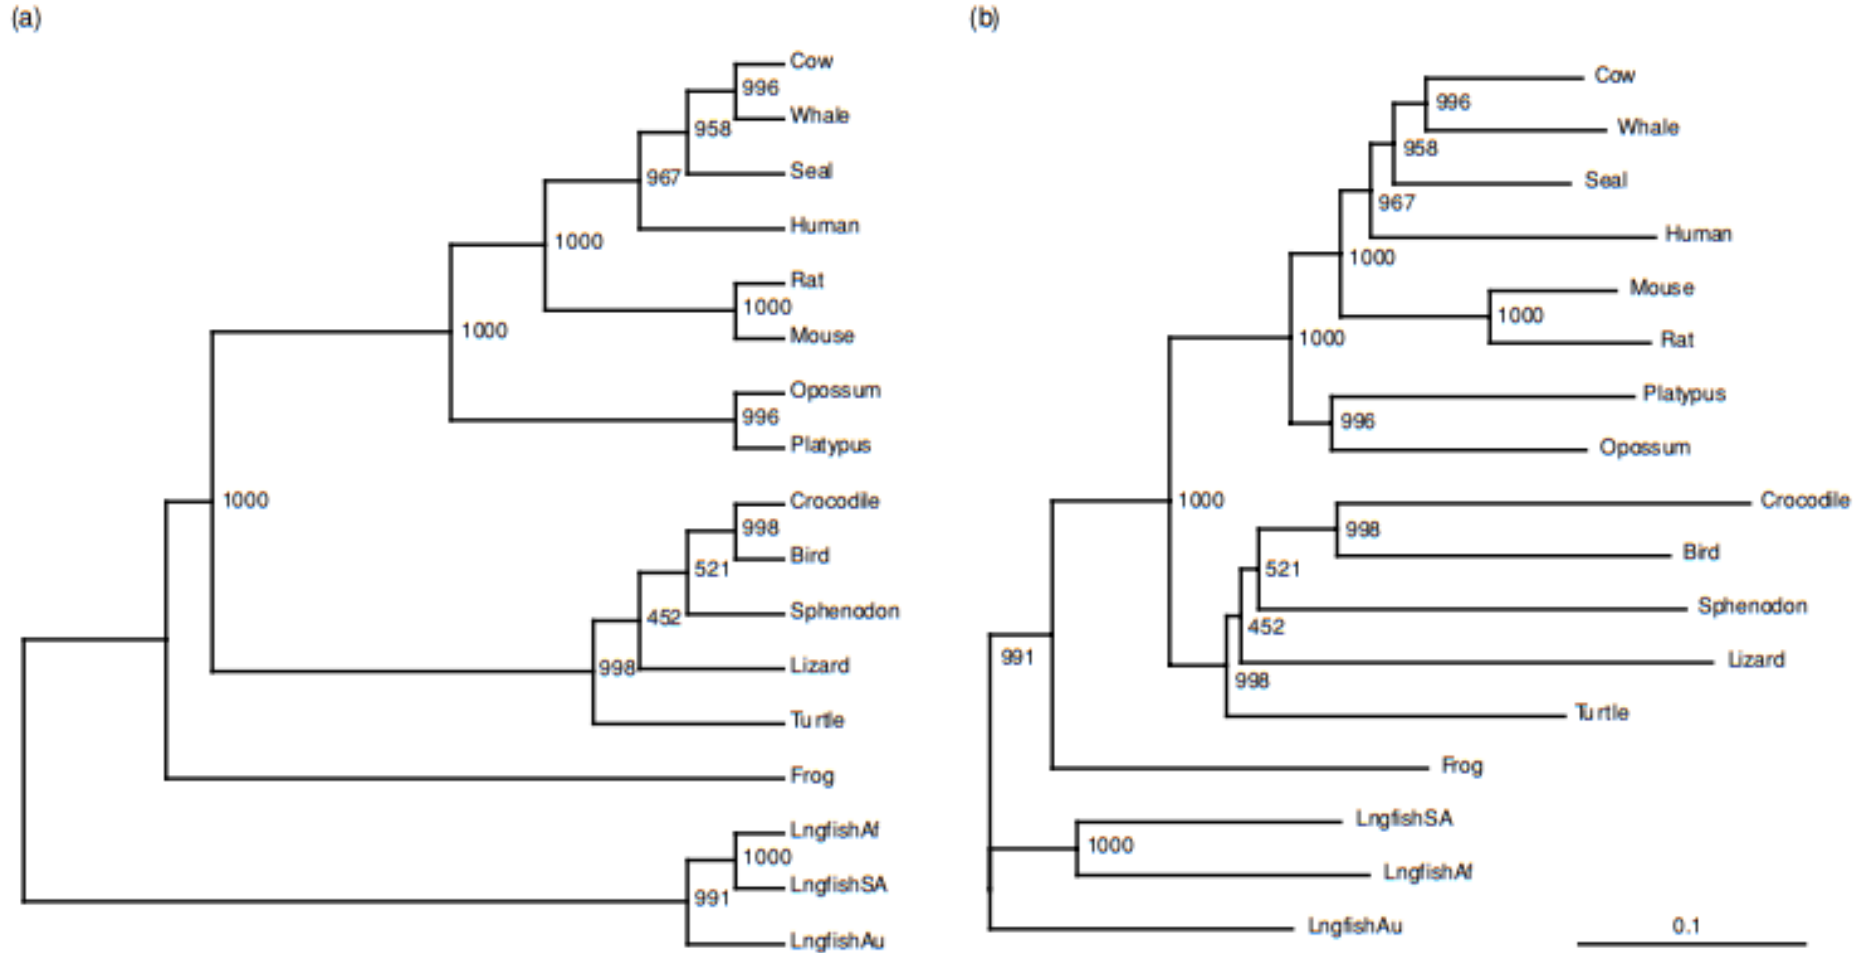 (a)
Cow
996
Whale
958
Seal
967
Human
1000
Rat
1000
Mouse
1000
Opossum
996
Platypus
1000
Crocodile
998
Bird
521
Sphenodon
452
Lizard
998
Turtle
Frog
LngfishAf
1000
LngfishSA
991
LngfishAu
(b)
Cow
996
Whale
958
Seal
967
Human
1000
Mouse
1000
Rat
1000
Platypus
996
Opossum
1000
Crocodile
998
Bird
521
Sphenodon
452
991
Lizard
998
Turtle
Frog
LngfishSA
1000
LngfishAf
LngfishAu
0.1